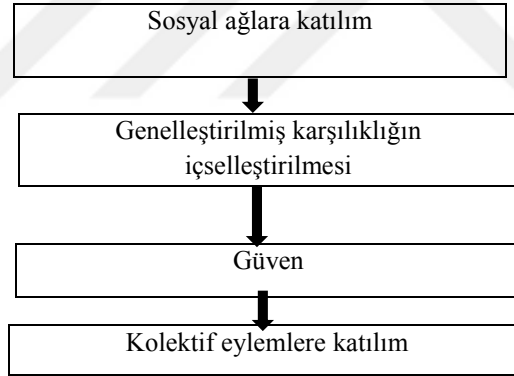 Sosyal ağlara katılım
Genelleştirilmiş karşılıklığın
içselleştirilmesi
Güven
Kolektif eylemlere katılım